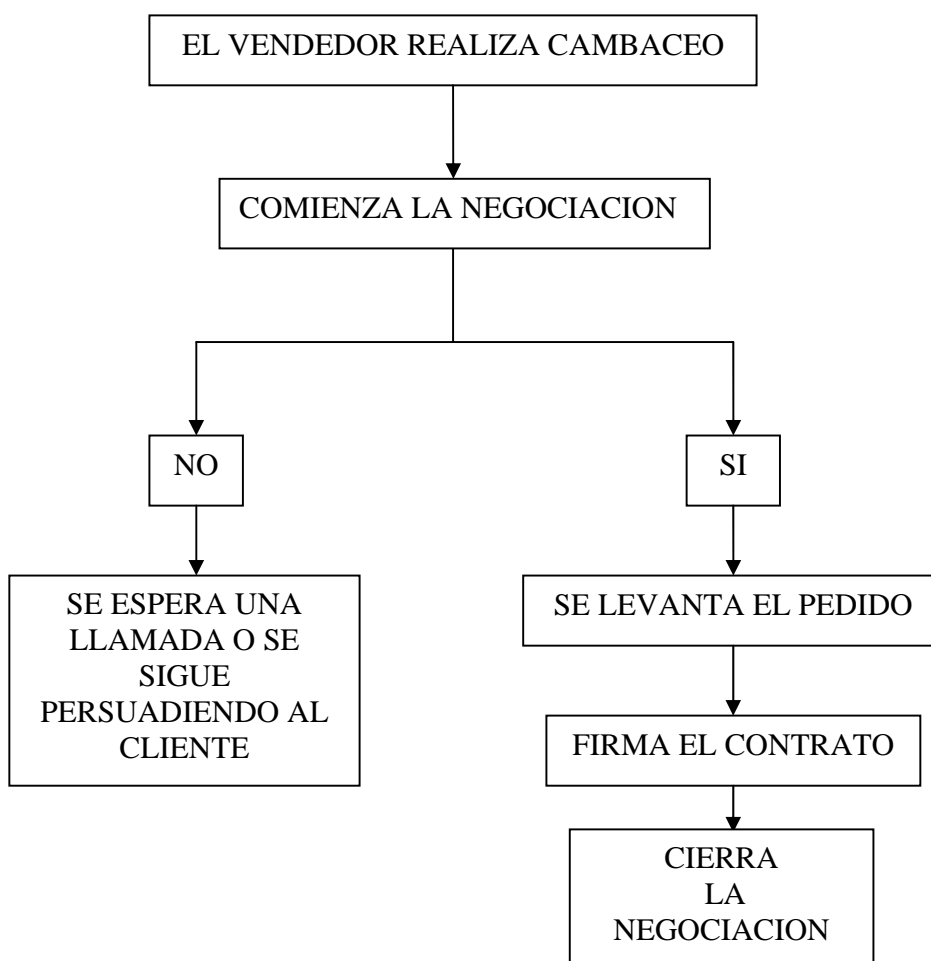 EL VENDEDOR REALIZA CAMBACEO
COMIENZA LA NEGOCIACION
NO
SI
SE ESPERA UNA
LLAMADA O SE
SIGUE
PERSUADIENDO AL
CLIENTE
SE LEVANTA EL PEDIDO
FIRMA EL CONTRATO
CIERRA
LA
NEGOCIACION